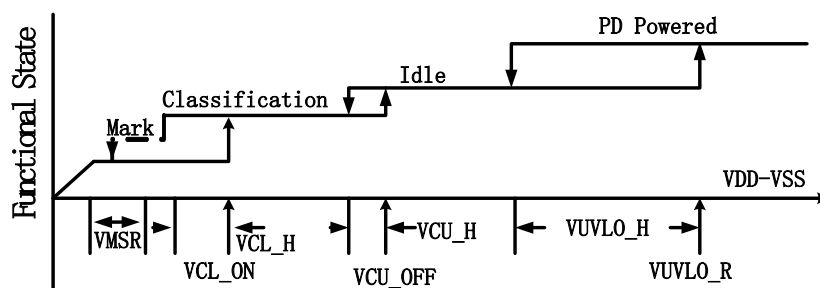 PD Powered
Idle
Classification
Mark
Functional State
VDD-VSS
VMSR
VCL_H
VCU_H
VUVLO_H
VCL_ON
VCU_OFF
VUVLO_R